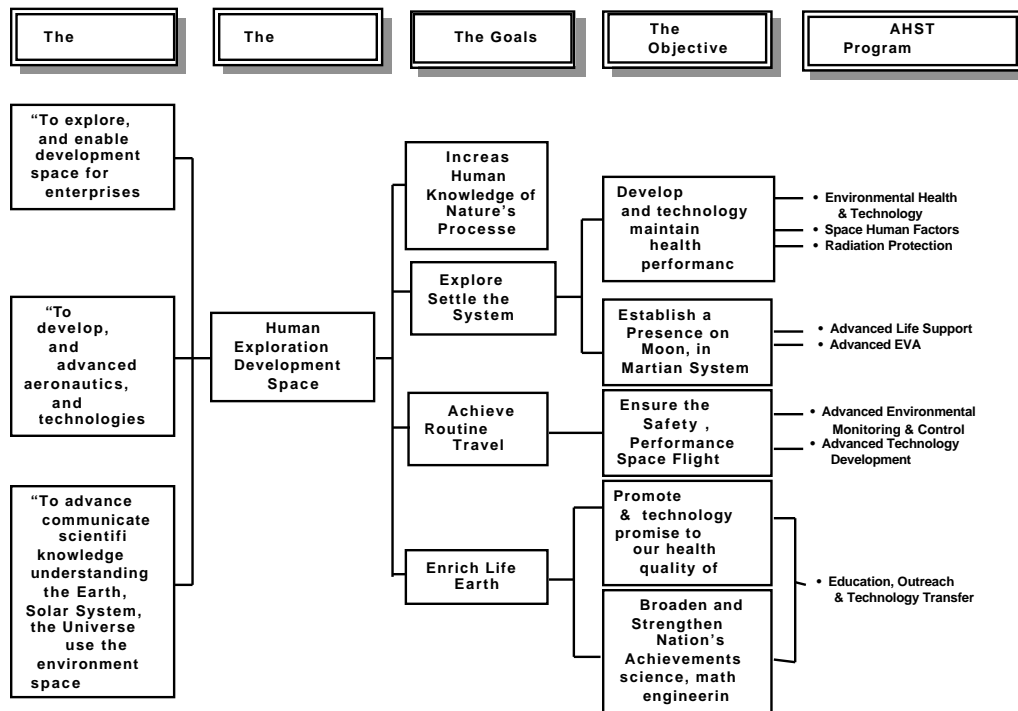 The
The
The Goals
The
Objective
AHST
Program
“To explore,
and enable
development
space for
enterprises
“To
develop,
and
advanced
aeronautics,
and
technologies
“To advance
communicate
scientifi
knowledge
understanding
the Earth,
Solar System,
the Universe
use the
environment
space
Human
Exploration
Development
Space
Increas
Human
Knowledge of
Nature’s
Processe
Explore
Settle the
System
Achieve
Routine
Travel
Enrich Life
Earth
Develop
and technology
maintain
health
performanc
Establish a
Presence on
Moon, in
Martian System
Ensure the
Safety ,
Performance
Space Flight
Promote
& technology
promise to
our health
quality of
Broaden and
Strengthen
Nation’s
Achievements
science, math
engineerin
• Environmental Health
& Technology
• Space Human Factors
• Radiation Protection
• Advanced Life Support
• Advanced EVA
• Advanced Environmental
Monitoring & Control
• Advanced Technology
Development
• Education, Outreach
& Technology Transfer